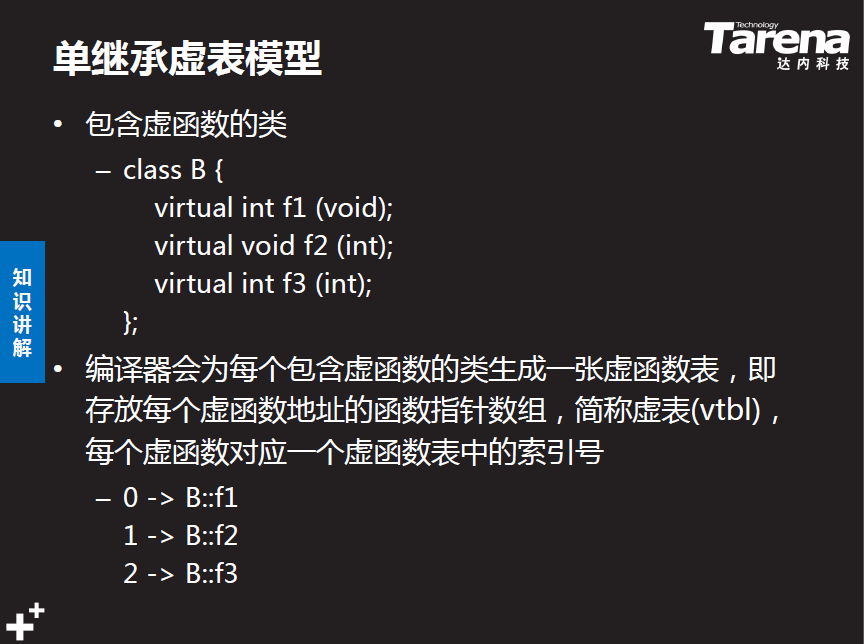 单继承虚表模型
Technology
Tarena
达内科技
• 包含虚函数的类
– class B {
virtual int f1 (void);
virtual void f2 (int);
virtual int f3 (int);
};
知识讲解
• 编译器会为每个包含虚函数的类生成一张虚函数表，即
存放每个虚函数地址的函数指针数组，简称虚表(vtbl)，
每个虚函数对应一个虚函数表中的索引号
– 0 -> B::f1
1 -> B::f2
2 -> B::f3